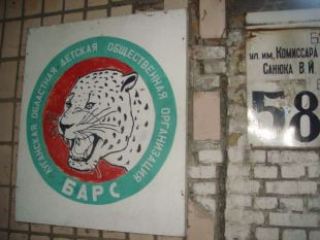 ЛУГАНСКАЯ ОБЛАСТНАЯ ДЕТСКАЯ ОБЩЕСТВЕННАЯ ОРГАНИЗАЦИЯ
БАРС
ул. им. Комиссара
Санюка В. И.
58